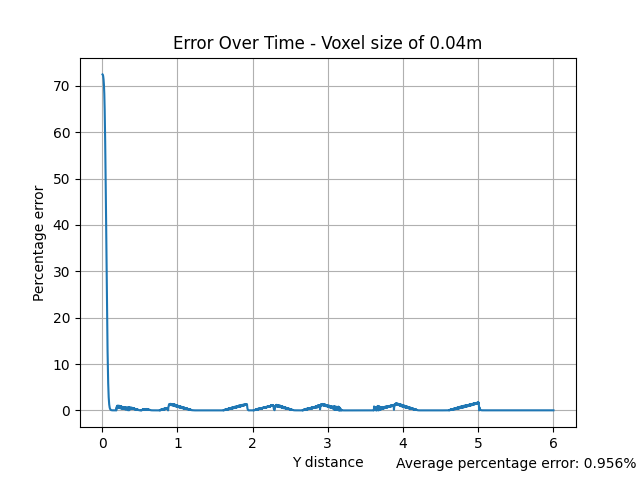 Error Over Time - Voxel size of 0.04m
70
60
50
40
30
20
10
0
Percentage error
0 1 2 3 4 5 6
Y distance
Average percentage error: 0.956%